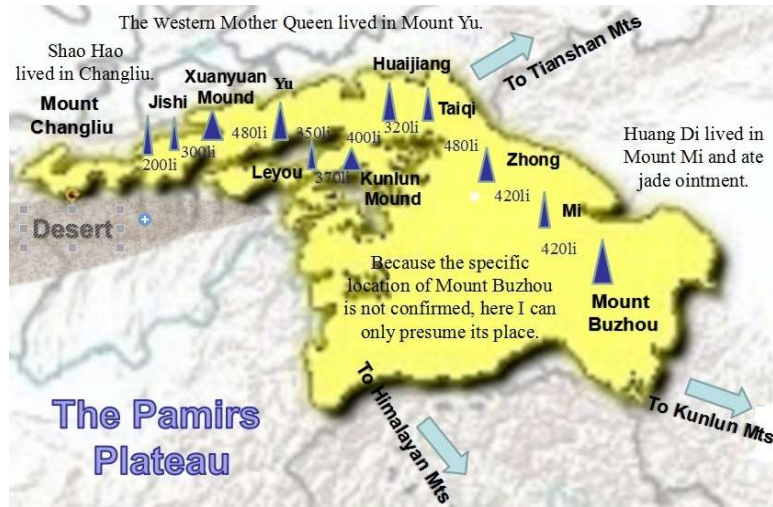 The Western Mother Queen lived in Mount Yu.
Shao Hao
lived in Changliu.
Mount
Changliu
Jishi
Xuanyuan
Mound
Yu
Huaijiang
Taiqi
To Tianshan Mts
200li
300li
480li
350li
400li
320li
Leyou
370li
Kunlun
Mound
480li
Zhong
420li
Mi
420li
Huang Di lived in
Mount Mi and ate
jade ointment.
Desert
Because the specific
location of Mount Buzhou
is not confirmed, here I can
only presume its place.
Mount
Buzhou
The Pamirs
Plateau
To Himalayan Mts
To Kunlun Mts